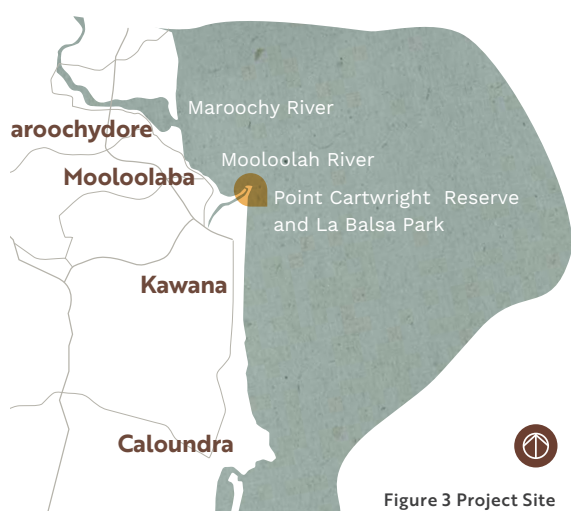 Maroochy River
aroochydore
Mooloolah River
Mooloolaba
Point Cartwright Reserve
and La Balsa Park
Kawana
Caloundra
Figure 3 Project Site